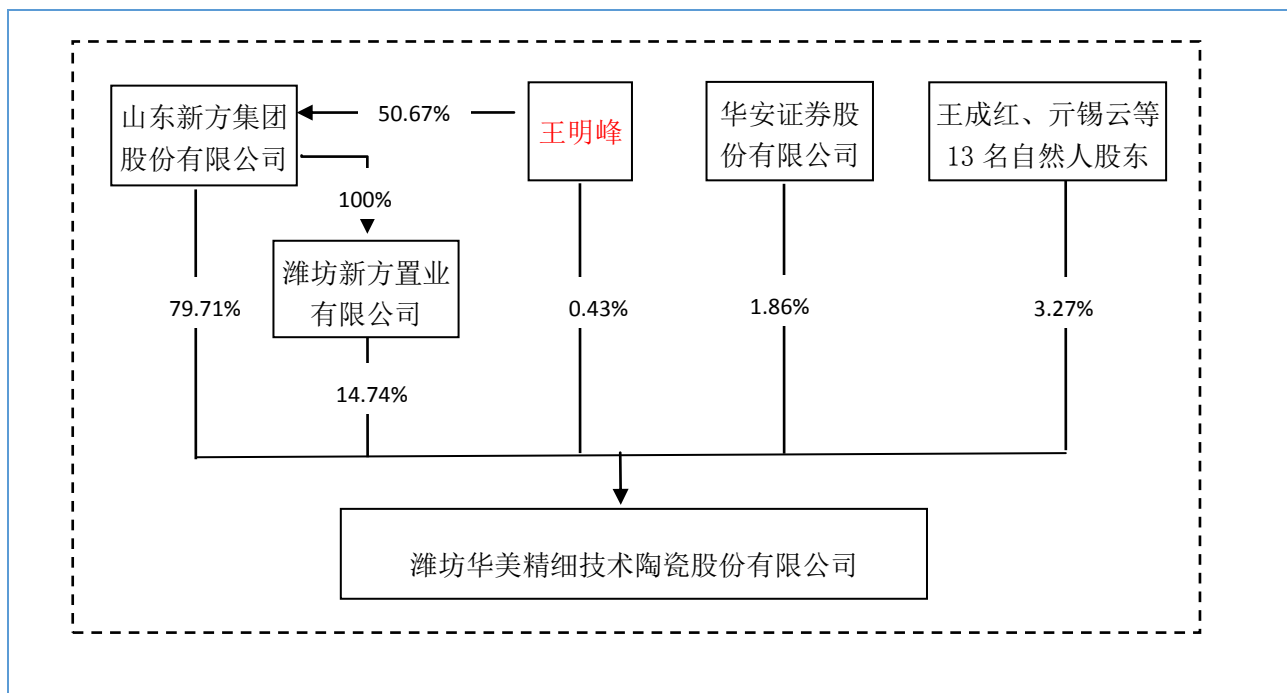 山东新方集团
股份有限公司
50.67%
王明峰
华安证券股
份有限公司
王成红、亓锡云等
13 名自然人股东
100%
潍坊新方置业
有限公司
79.71%
0.43%
1.86%
3.27%
14.74%
潍坊华美精细技术陶瓷股份有限公司